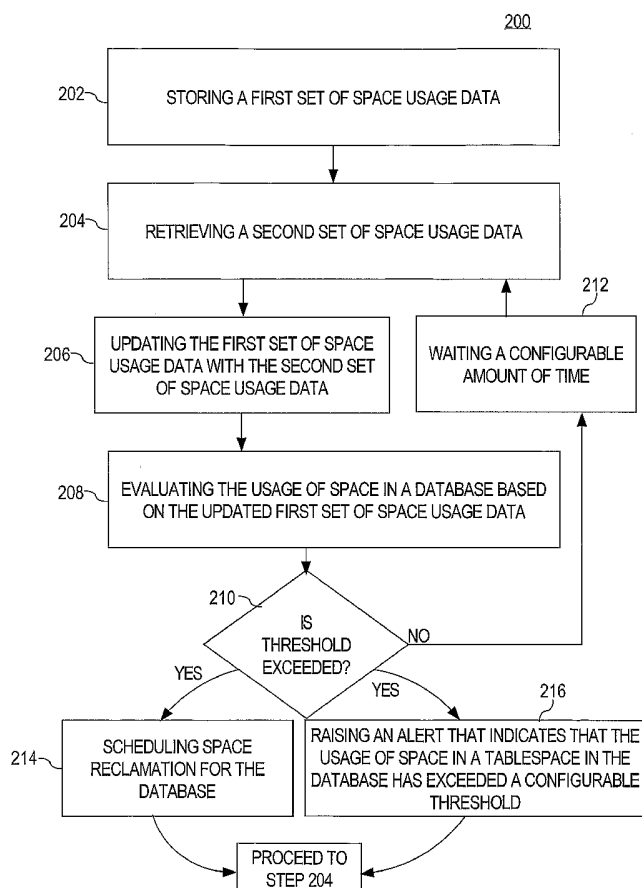 200
202
STORING A FIRST SET OF SPACE USAGE DATA
204
RETRIEVING A SECOND SET OF SPACE USAGE DATA
212
206
UPDATING THE FIRST SET OF SPACE
USAGE DATA WITH THE SECOND SET
OF SPACE USAGE DATA
WAITING A CONFIGURABLE
AMOUNT OF TIME
208
EVALUATING THE USAGE OF SPACE IN A DATABASE BASED
ON THE UPDATED FIRST SET OF SPACE USAGE DATA
210
IS
THRESHOLD
EXCEEDED?
NO
YES
YES
216
214
SCHEDULING SPACE
RECLAMATION FOR THE
DATABASE
RAISING AN ALERT THAT INDICATES THAT THE
USAGE OF SPACE IN A TABLESPACE IN THE
DATABASE HAS EXCEEDED A CONFIGURABLE
THRESHOLD
PROCEED TO
STEP 204